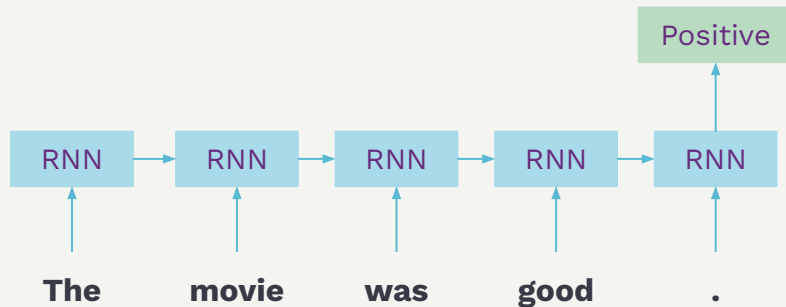 Positive
RNN RNN RNN RNN RNN
The movie was good .